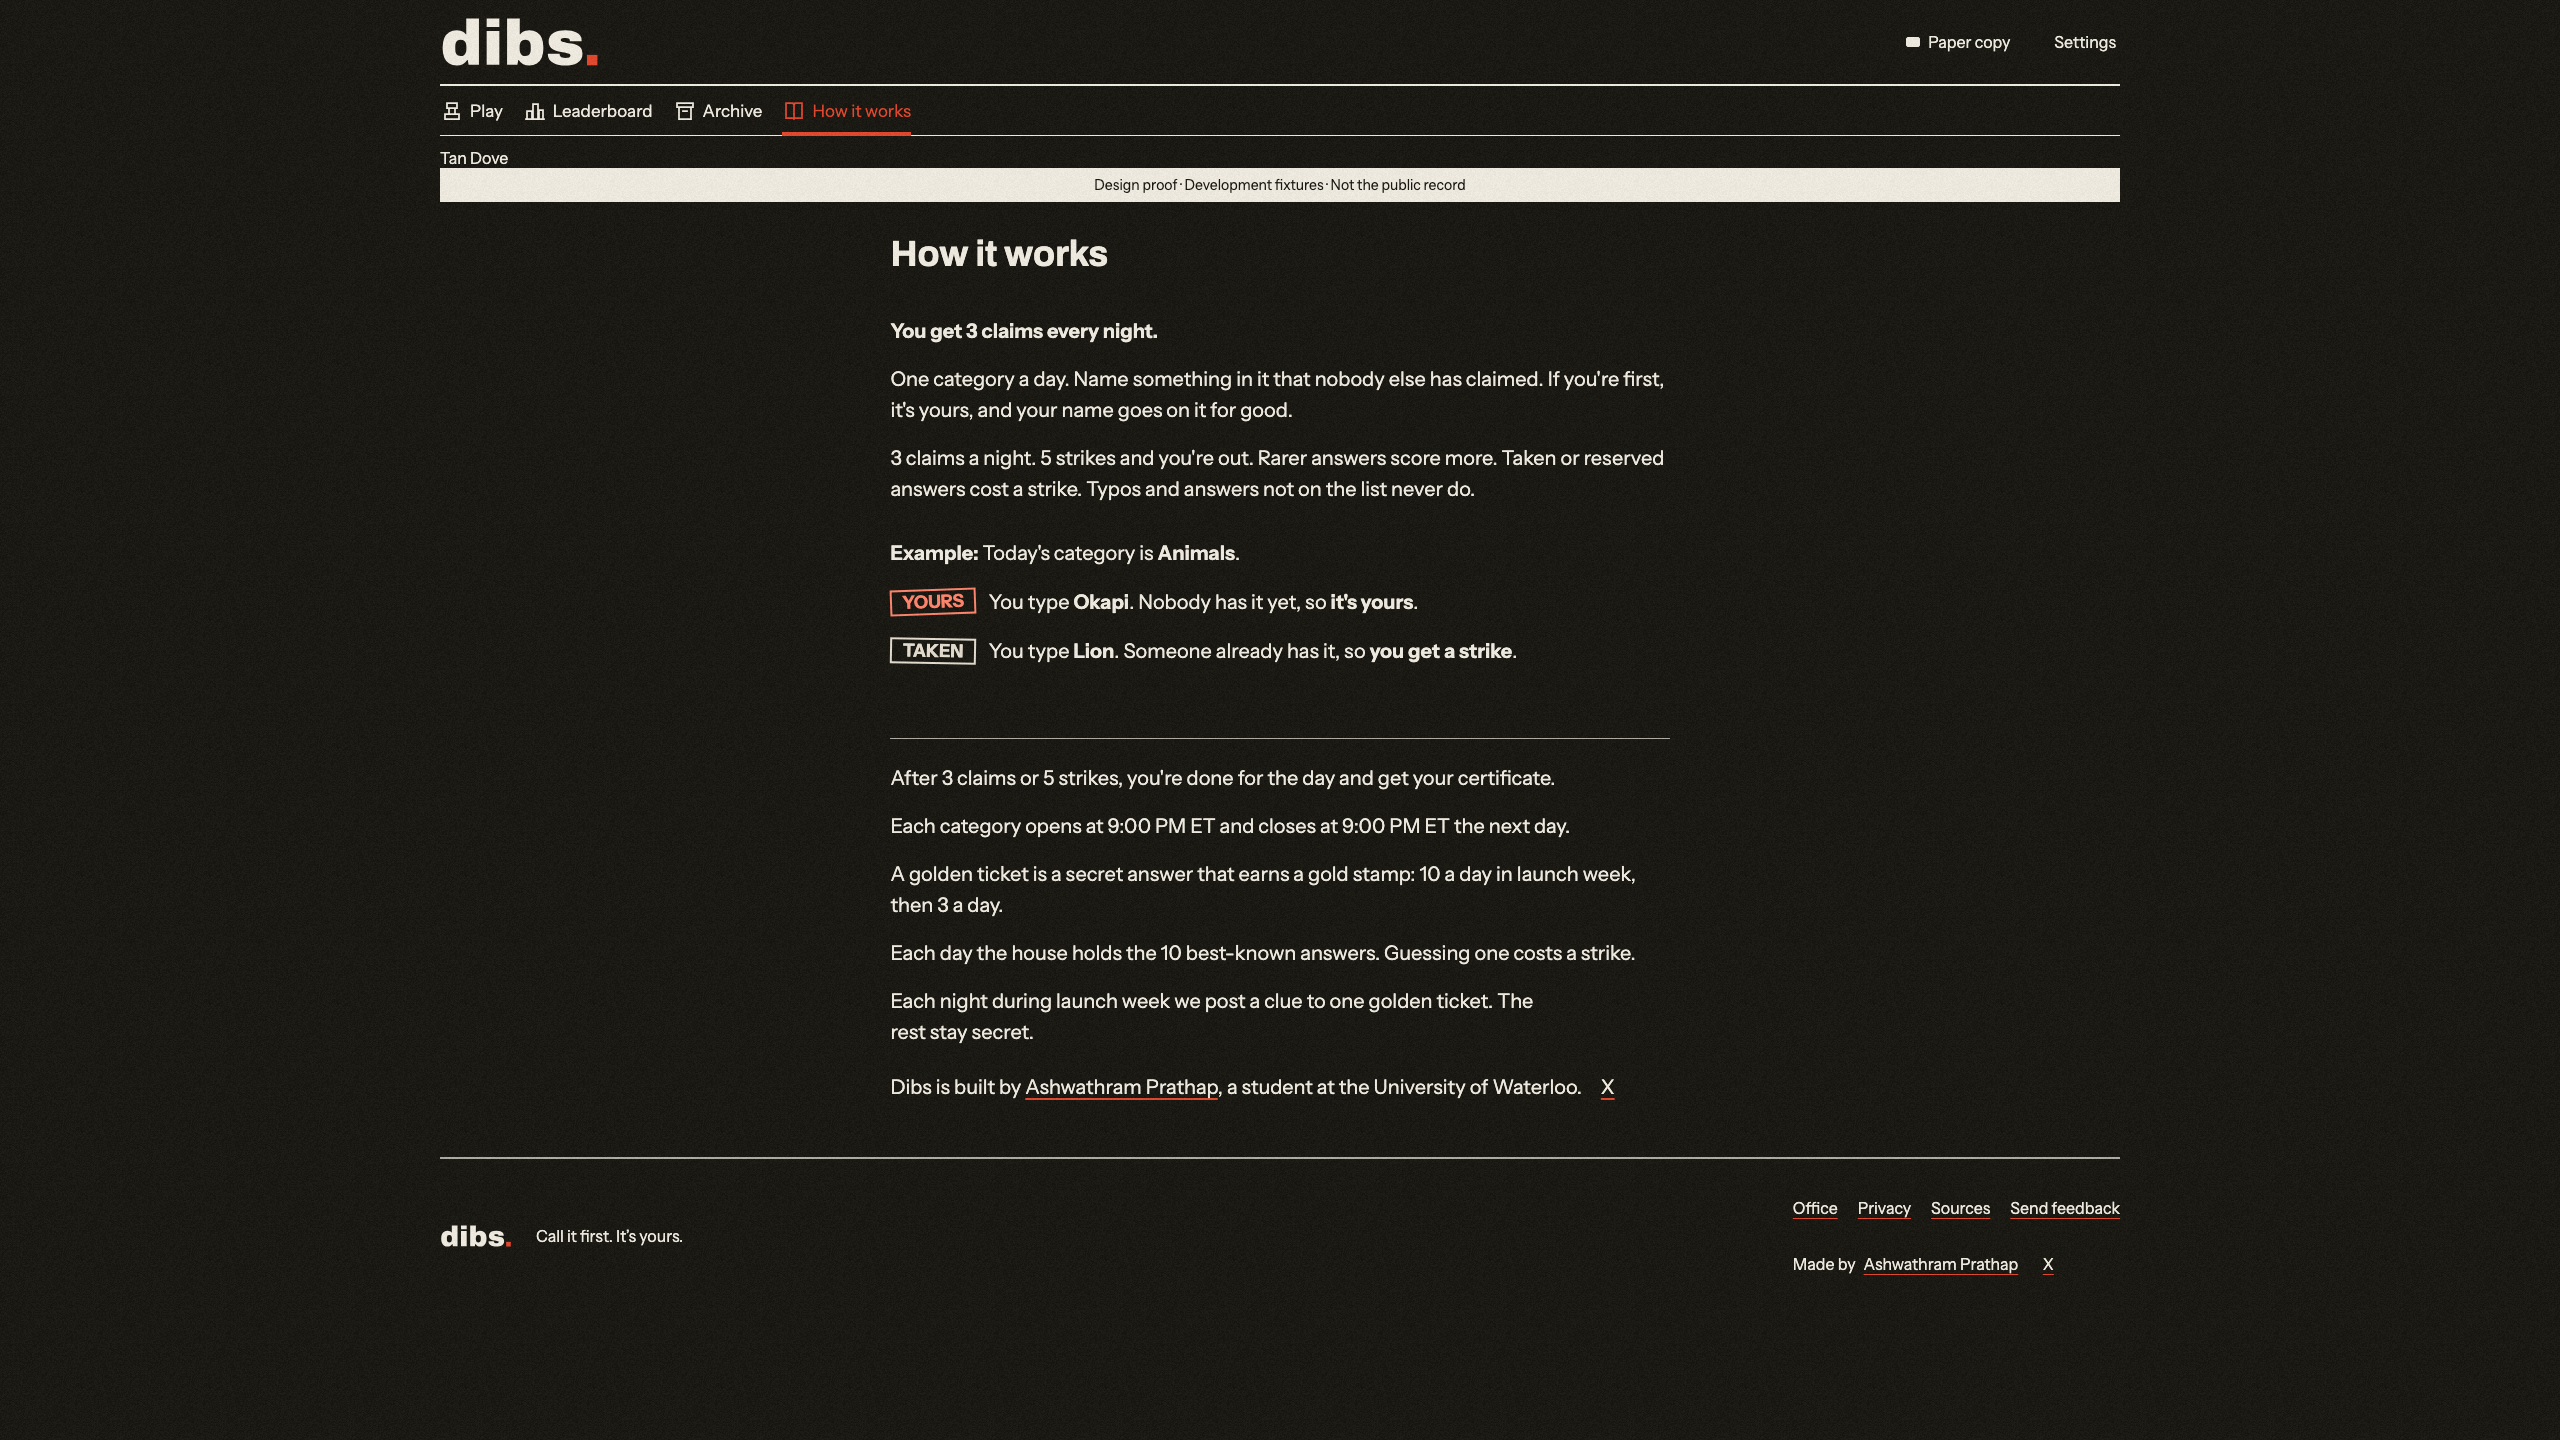 dibs.
Paper copy
Settings
Play
Leaderboard
Archive
How it works
Tan Dove
Design proof · Development fixtures · Not the public record
How it works
You get 3 claims every night.
One category a day. Name something in it that nobody else has claimed. If you're first,
it's yours, and your name goes on it for good.
3 claims a night. 5 strikes and you're out. Rarer answers score more. Taken or reserved
answers cost a strike. Typos and answers not on the list never do.
Example: Today's category is Animals.
YOURS You type Okapi. Nobody has it yet, so it's yours.
TAKEN You type Lion. Someone already has it, so you get a strike.
After 3 claims or 5 strikes, you're done for the day and get your certificate.
Each category opens at 9:00 PM ET and closes at 9:00 PM ET the next day.
A golden ticket is a secret answer that earns a gold stamp: 10 a day in launch week,
then 3 a day.
Each day the house holds the 10 best-known answers. Guessing one costs a strike.
Each night during launch week we post a clue to one golden ticket. The
rest stay secret.
Dibs is built by Ashwathram Prathap, a student at the University of Waterloo. X
dibs. Call it first. It's yours.
Office Privacy Sources Send feedback
Made by Ashwathram Prathap X